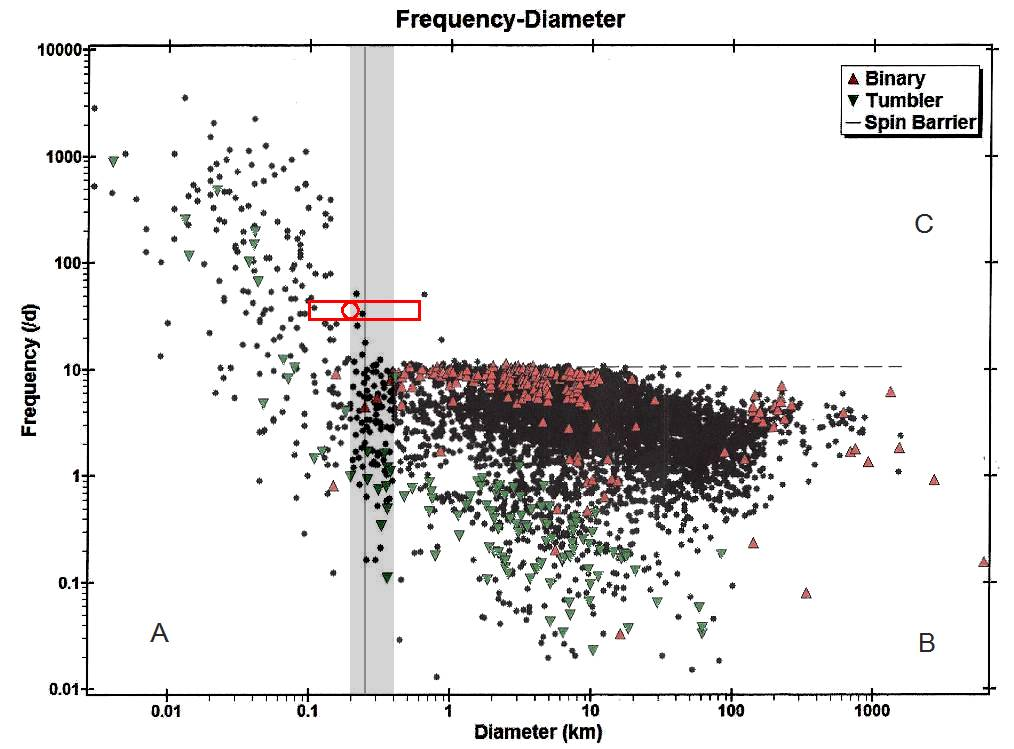 Frequency-Diameter
10000
1000
100
10
1
0.1
0.01
Frequency (/d)
Binary
Tumbler
Spin Barrier
C
A
B
0.01 0.1 1 10 100 1000
Diameter (km)